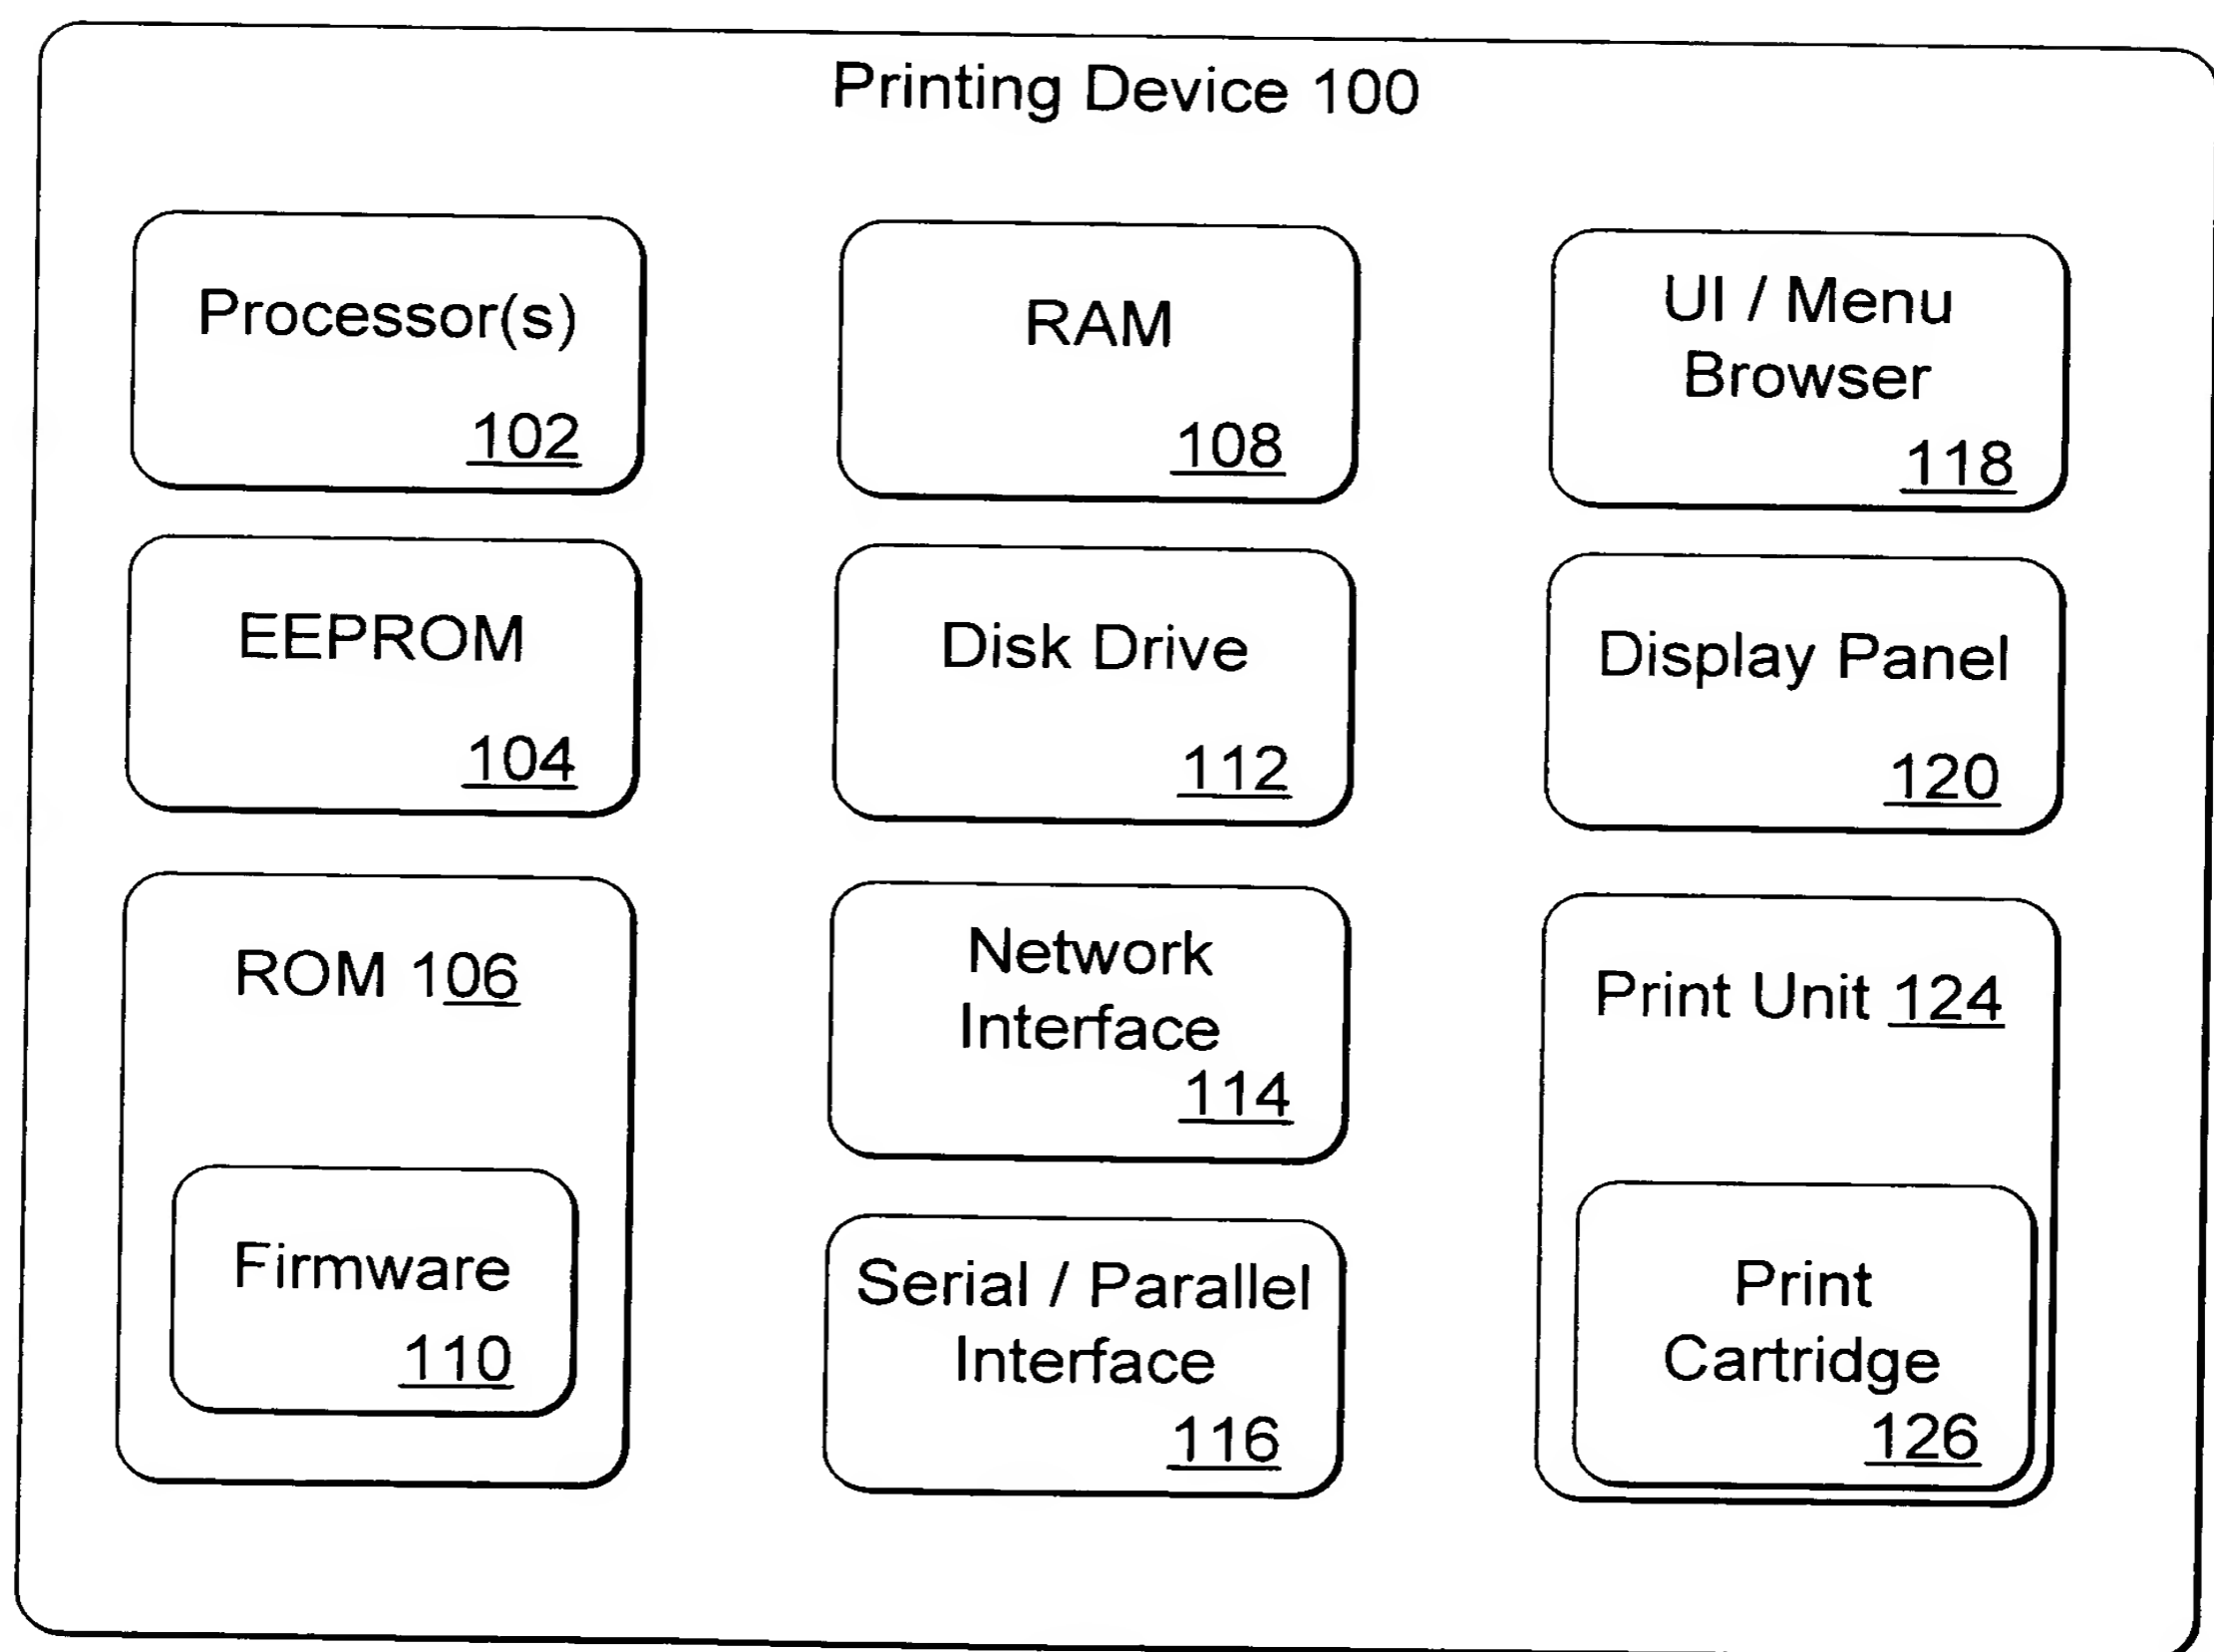 Printing Device 100
Processor(s)
102
RAM
108
UI / Menu
Browser
118
EEPROM
104
Disk Drive
112
Display Panel
120
ROM 106
Firmware
110
Network
Interface
114
Serial / Parallel
Interface
116
Print Unit 124
Print
Cartridge
126